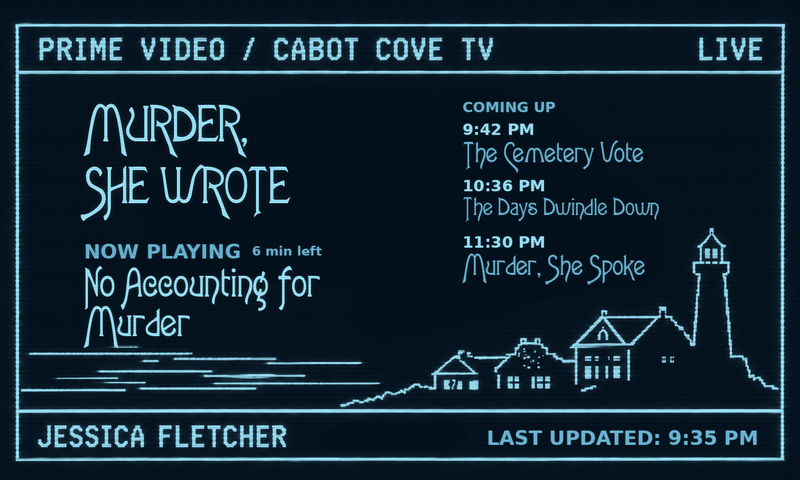 PRIME VIDEO / CABOT COVE TV
LIVE
MURDER,
SHE WROTE
NOW PLAYING 6 min left
No Accounting for
Murder
COMING UP
9:42 PM
The Cemetery Vote
10:36 PM
The Days Dwindle Down
11:30 PM
Murder, She Spoke
JESSICA FLETCHER
LAST UPDATED: 9:35 PM